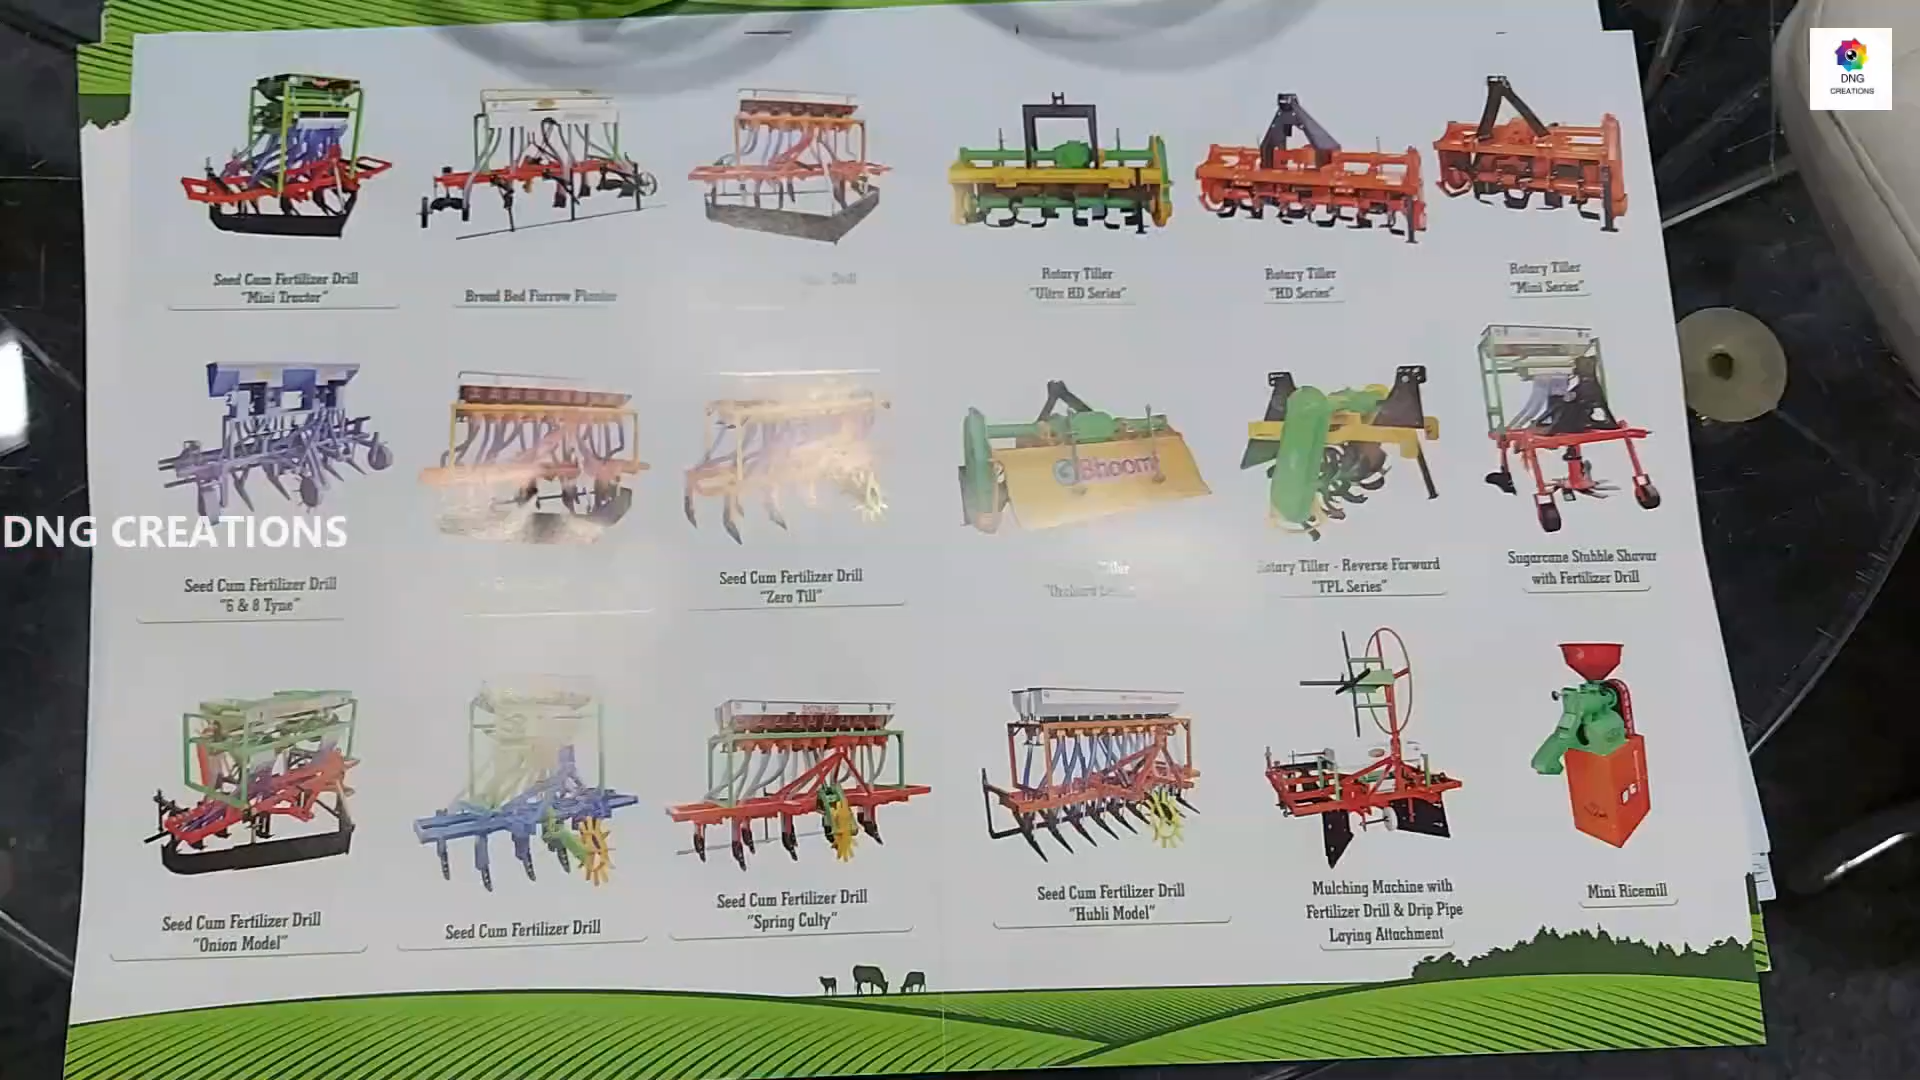 DNG
CREATIONS
Seed Cum Fertilizer Drill
"Mini Tractor"
Broad Bed Furrow Planter
Drill
Rotary Tiller
"Ultra HD Series"
Rotary Tiller
"HD Series"
Rotary Tiller
"Mini Series"
Bhoomi
DNG CREATIONS
Seed Cum Fertilizer Drill
"6 & 8 Tyne"
Seed Cum Fertilizer Drill
"Zero Till"
Rotary Tiller - Reverse Forward
"TPL Series"
Sugarcane Stubble Shavar
with Fertilizer Drill
Seed Cum Fertilizer Drill
"Onion Model"
Seed Cum Fertilizer Drill
Seed Cum Fertilizer Drill
"Spring Culty"
Seed Cum Fertilizer Drill
"Hubli Model"
Mulching Machine with
Fertilizer Drill & Drip Pipe
Laying Attachment
Mini Ricemill